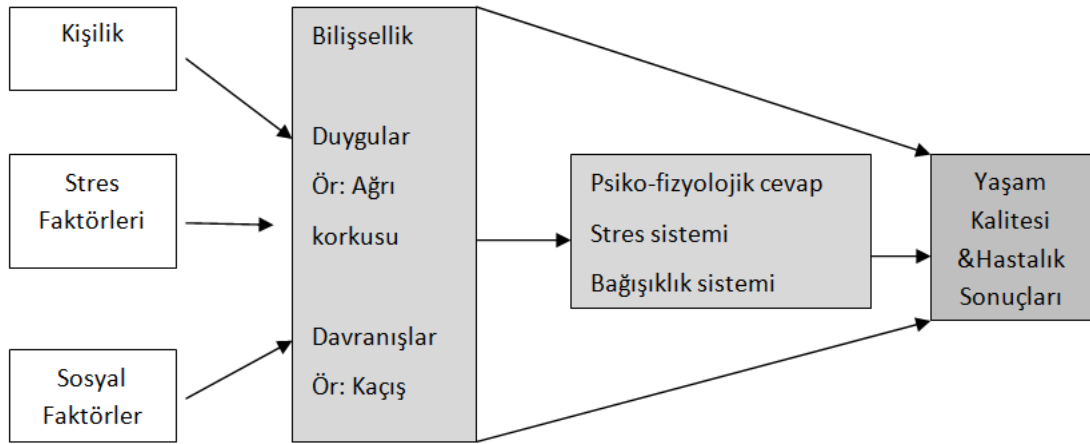 Kişilik
Stres
Faktörleri
Sosyal
Faktörler
Bilişsellik
Duygular
Ör: Ağrı
korkusu
Davranışlar
Ör: Kaçış
Psiko-fizyolojik cevap
Stres sistemi
Bağışıklık sistemi
Yaşam
Kalitesi
&Hastalık
Sonuçları